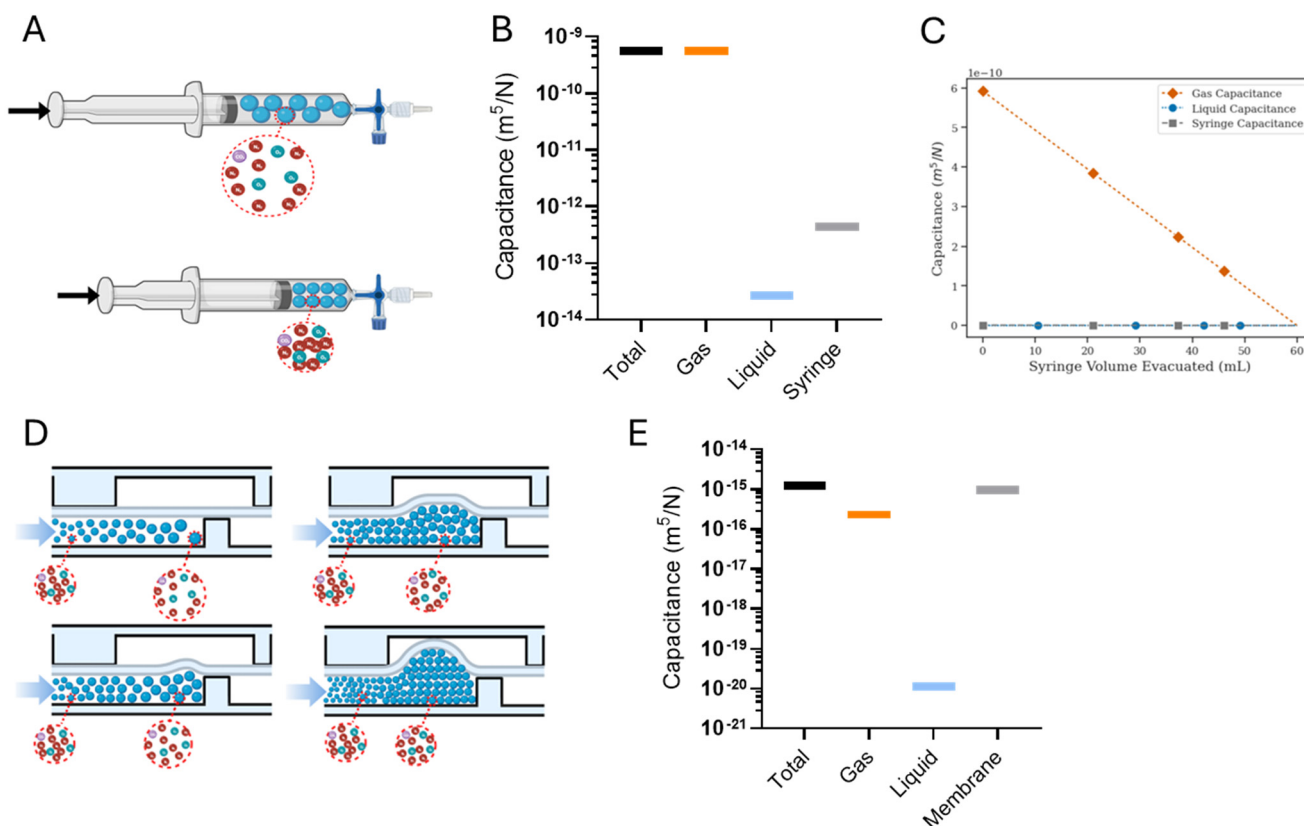 A
B
Capacitance (m⁵/N)
10⁻⁹
10⁻¹⁰
10⁻¹¹
10⁻¹²
10⁻¹³
10⁻¹⁴
Total
Gas
Liquid
Syringe
C
1e−10
Capacitance (m⁵/N)
6
5
4
3
2
1
0
Gas Capacitance
Liquid Capacitance
Syringe Capacitance
0 10 20 30 40 50 60
Syringe Volume Evacuated (mL)
D
E
Capacitance (m⁵/N)
10⁻¹⁴
10⁻¹⁵
10⁻¹⁶
10⁻¹⁷
10⁻¹⁸
10⁻¹⁹
10⁻²⁰
10⁻²¹
Total
Gas
Liquid
Membrane